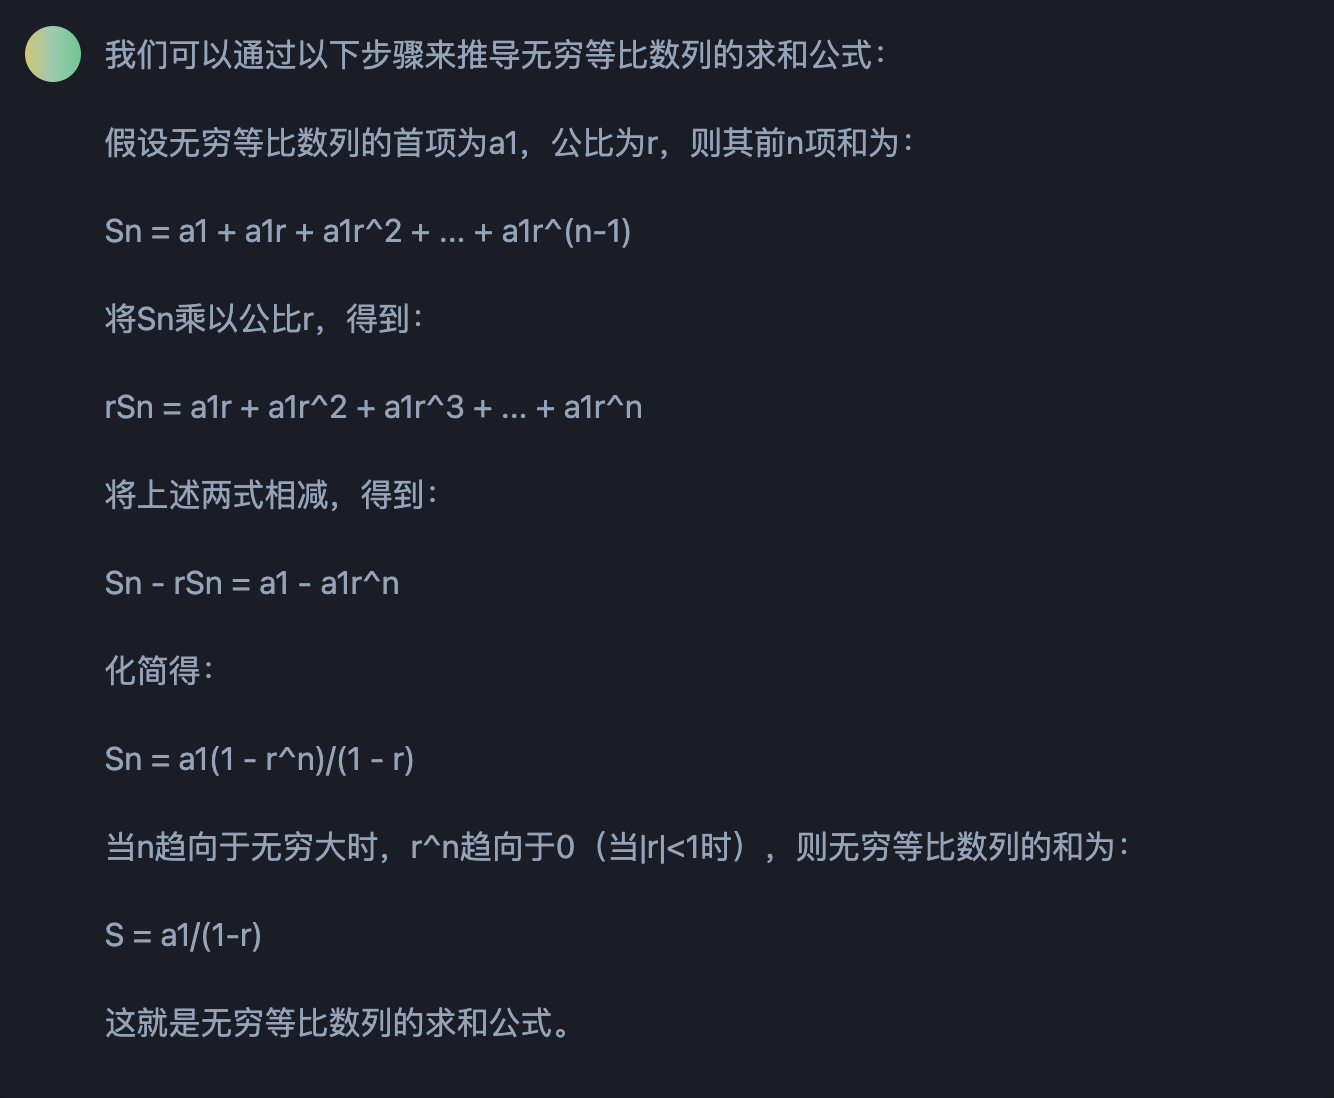 我们可以通过以下步骤来推导无穷等比数列的求和公式：
假设无穷等比数列的首项为a1，公比为r，则其前n项和为：
Sn = a1 + a1r + a1r^2 + ... + a1r^(n-1)
将Sn乘以公比r，得到：
rSn = a1r + a1r^2 + a1r^3 + ... + a1r^n
将上述两式相减，得到：
Sn - rSn = a1 - a1r^n
化简得：
Sn = a1(1 - r^n)/(1 - r)
当n趋向于无穷大时，r^n趋向于0（当|r|<1时），则无穷等比数列的和为：
S = a1/(1-r)
这就是无穷等比数列的求和公式。